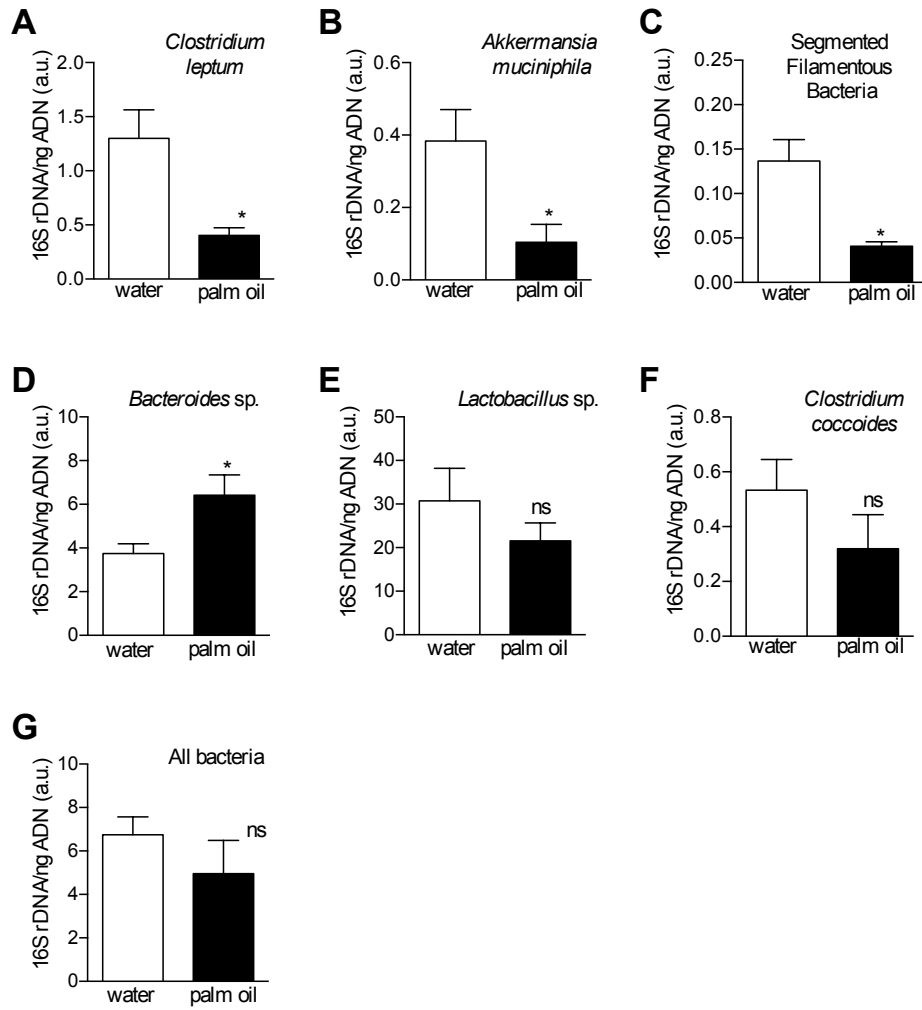 A
Clostridium
leptum
16S rDNA/ng ADN (a.u.)
2.0
1.5
1.0
0.5
0.0
*
water
palm oil
B
Akkermansia
muciniphila
16S rDNA/ng ADN (a.u.)
0.6
0.4
0.2
0.0
*
water
palm oil
C
Segmented
Filamentous
Bacteria
16S rDNA/ng ADN (a.u.)
0.25
0.20
0.15
0.10
0.05
0.00
*
water
palm oil
D
Bacteroides sp.
16S rDNA/ng ADN (a.u.)
10
8
6
4
2
0
*
water
palm oil
E
Lactobacillus sp.
16S rDNA/ng ADN (a.u.)
50
40
30
20
10
0
ns
water
palm oil
F
Clostridium
coccoides
16S rDNA/ng ADN (a.u.)
0.8
0.6
0.4
0.2
0.0
ns
water
palm oil
G
All bacteria
16S rDNA/ng ADN (a.u.)
10
8
6
4
2
0
ns
water
palm oil